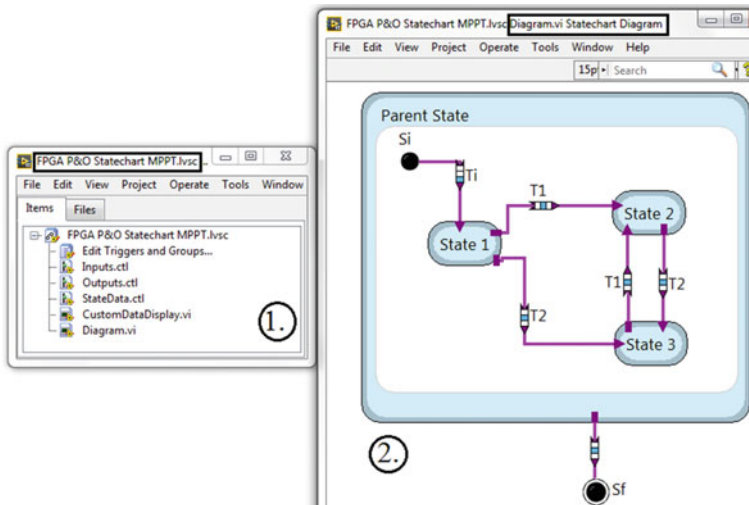 FPGA P&O Statechart MPPT.lvsc ...
File Edit View Project Operate Tools Window
Items Files
FPGA P&O Statechart MPPT.lvsc
Edit Triggers and Groups...
Inputs.ctl
Outputs.ctl
StateData.ctl
CustomDataDisplay.vi
Diagram.vi
1.
FPGA P&O Statechart MPPT.lvsc:Diagram.vi Statechart Diagram
File Edit View Project Operate Tools Window Help
15pt Search
Parent State
Si
Ti
T1
State 2
State 1
T1 T2
T2
State 3
2.
Sf